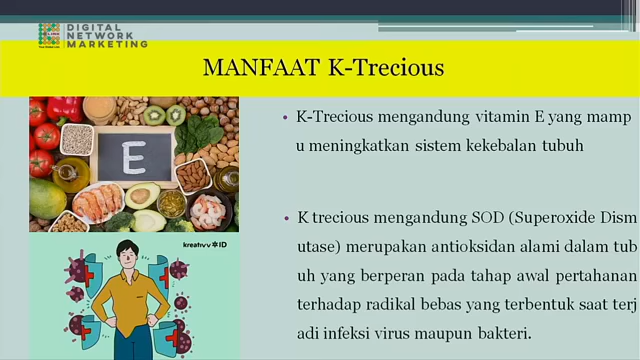 DIGITAL
NETWORK
MARKETING
MANFAAT K-Trecious
E
• K-Trecious mengandung vitamin E yang mamp
u meningkatkan sistem kekebalan tubuh
kreativv ID
• K trecious mengandung SOD (Superoxide Dism
utase) merupakan antioksidan alami dalam tub
uh yang berperan pada tahap awal pertahanan
terhadap radikal bebas yang terbentuk saat terj
adi infeksi virus maupun bakteri.